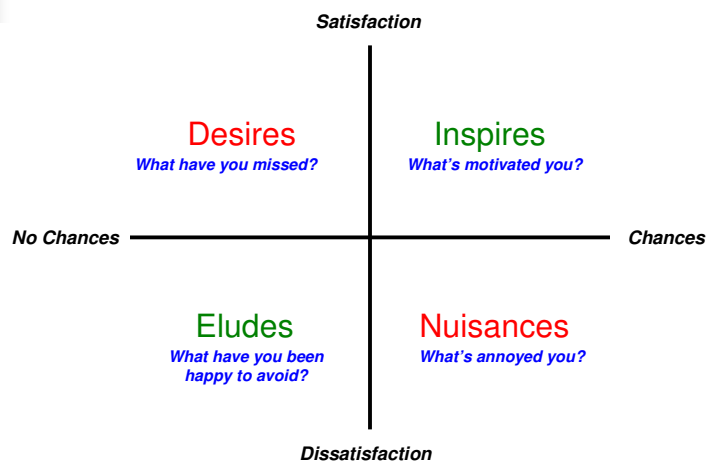 Satisfaction
Desires
What have you missed?
Inspires
What's motivated you?
No Chances
Chances
Eludes
What have you been
happy to avoid?
Nuisances
What's annoyed you?
Dissatisfaction